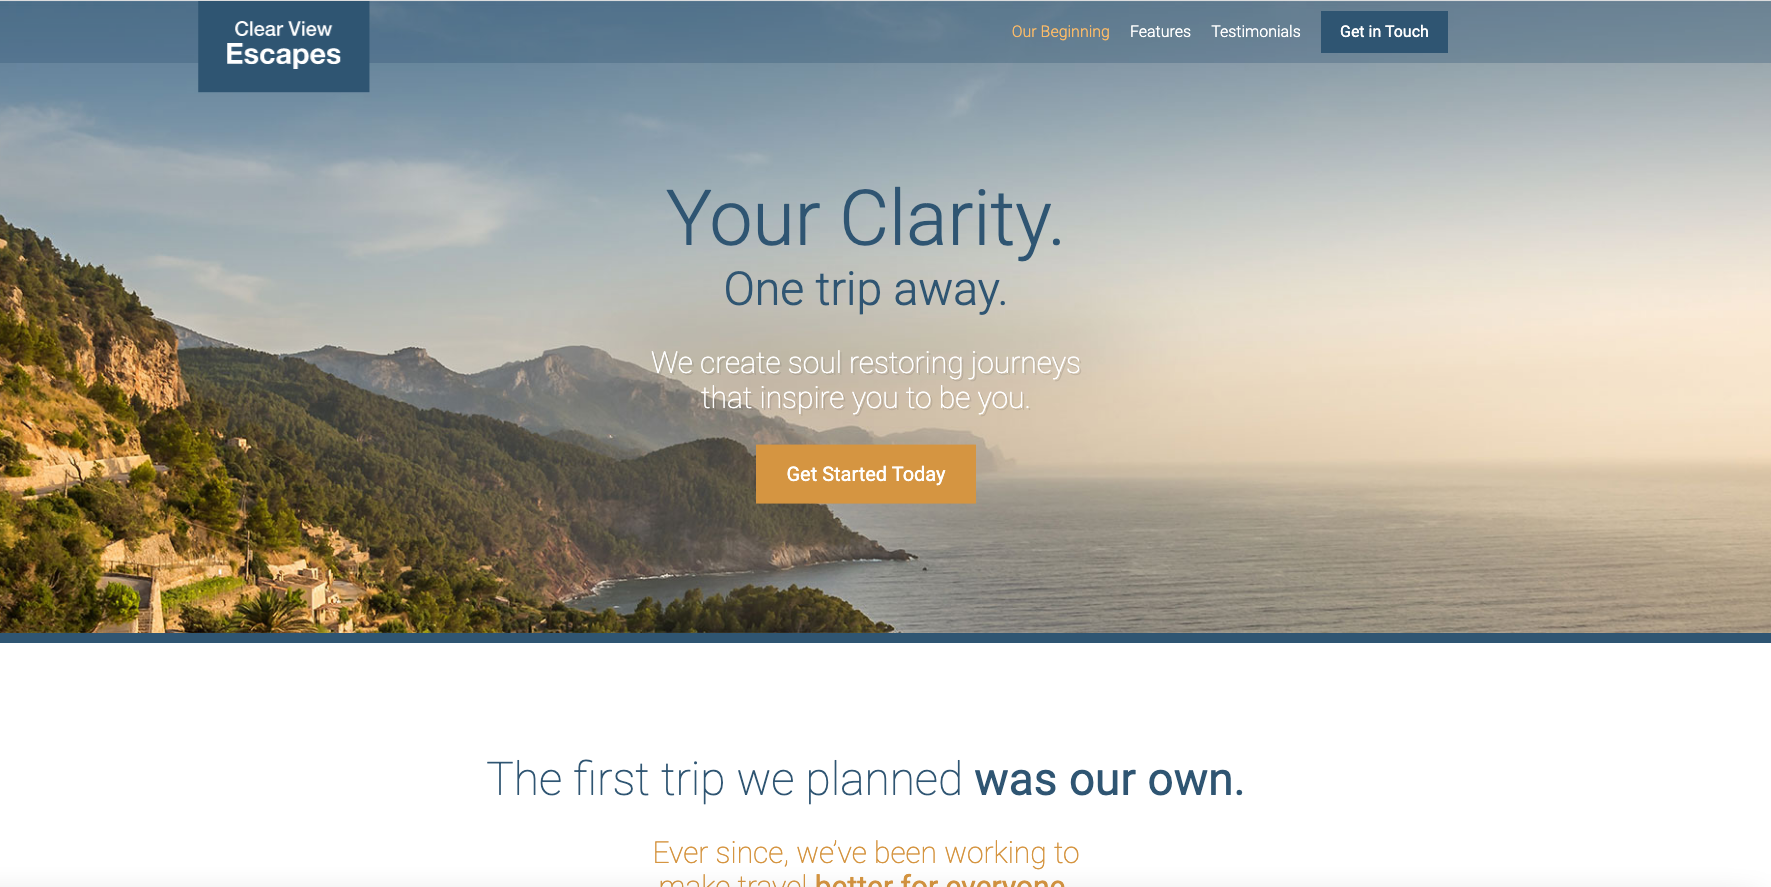 Clear View
Escapes
Our Beginning
Features
Testimonials
Get in Touch
Your Clarity.
One trip away.
We create soul restoring journeys
that inspire you to be you.
Get Started Today
The first trip we planned was our own.
Ever since, we’ve been working to
make travel better for everyone.